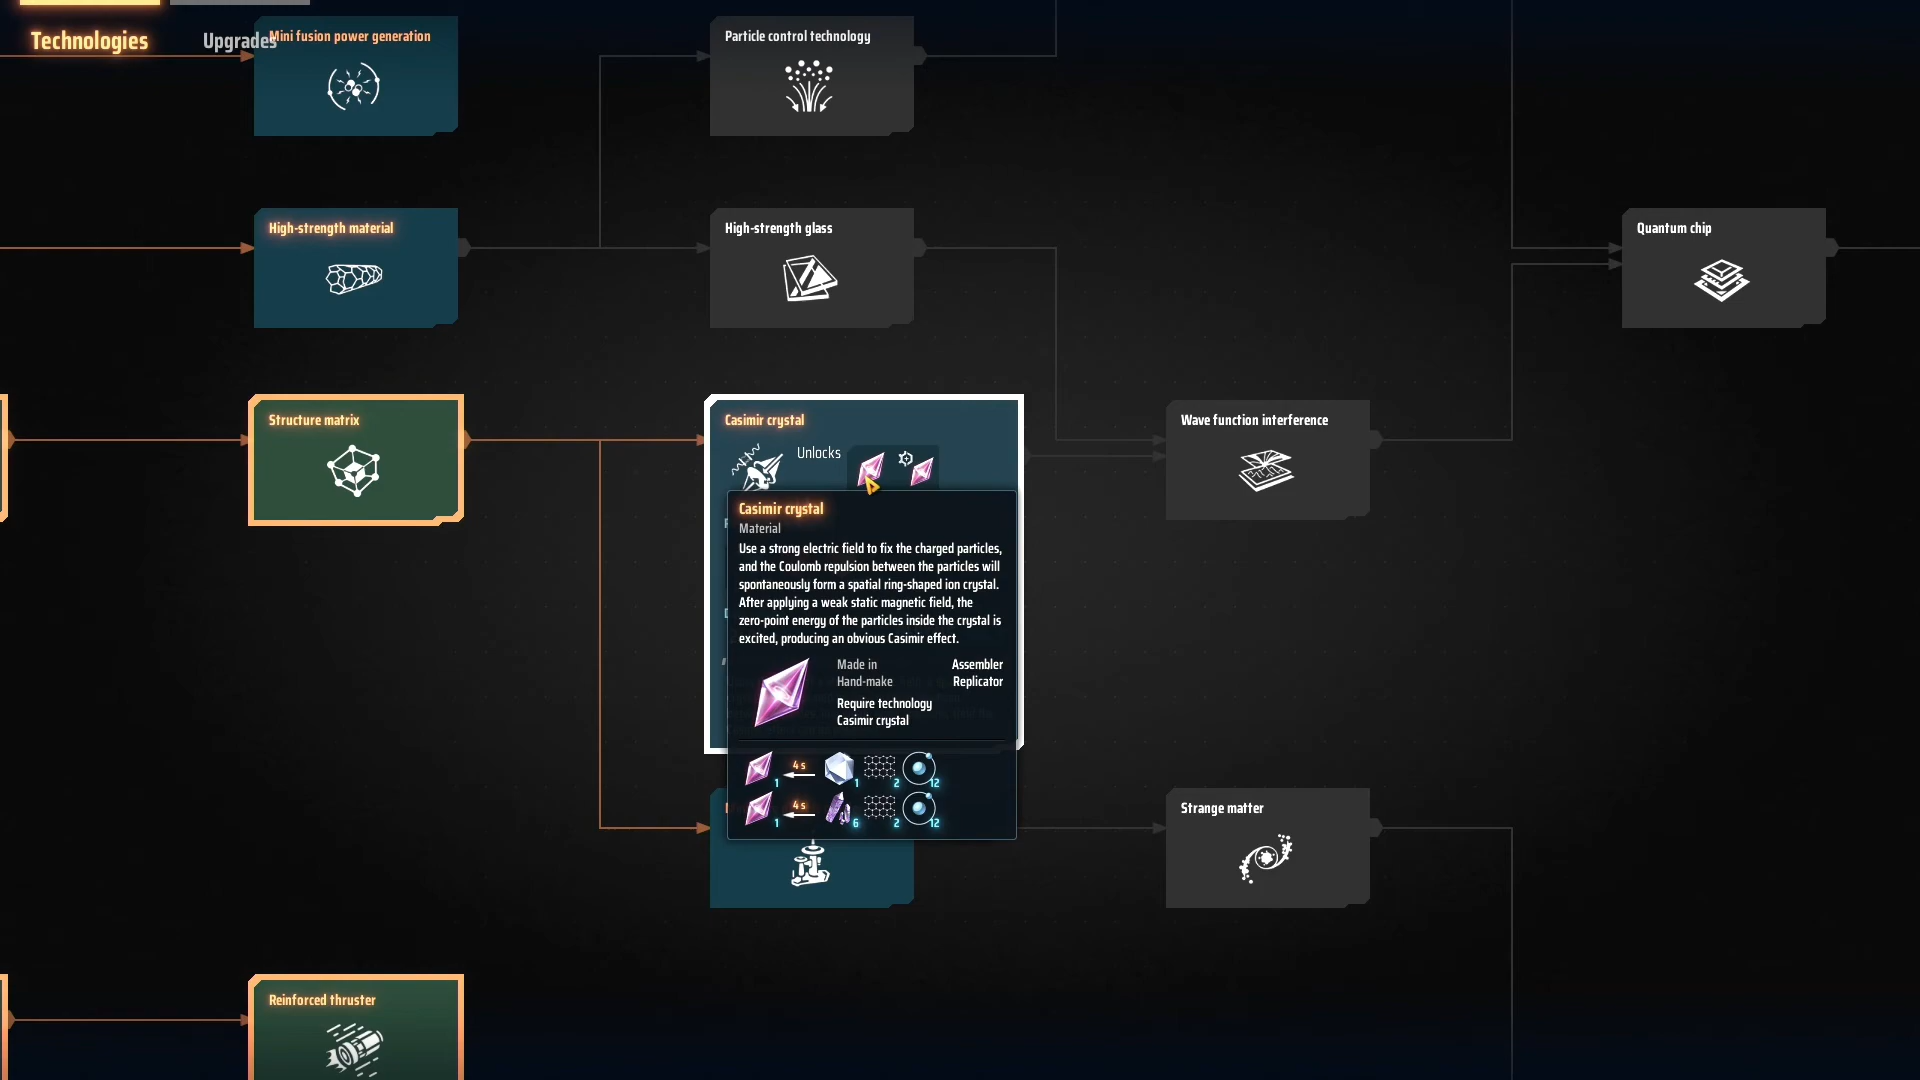 Technologies
Upgrades
Mini fusion power generation
Particle control technology
High-strength material
High-strength glass
Quantum chip
Structure matrix
Casimir crystal
Unlocks
Wave function interference
Casimir crystal
Material
Use a strong electric field to fix the charged particles,
and the Coulomb repulsion between the particles will
spontaneously form a spatial ring-shaped ion crystal.
After applying a weak static magnetic field, the
zero-point energy of the particles inside the crystal is
excited, producing an obvious Casimir effect.
Made in Assembler
Hand-make Replicator
Require technology
Casimir crystal
1 4 s 1 2 12
1 4 s 6 2 12
Strange matter
Reinforced thruster